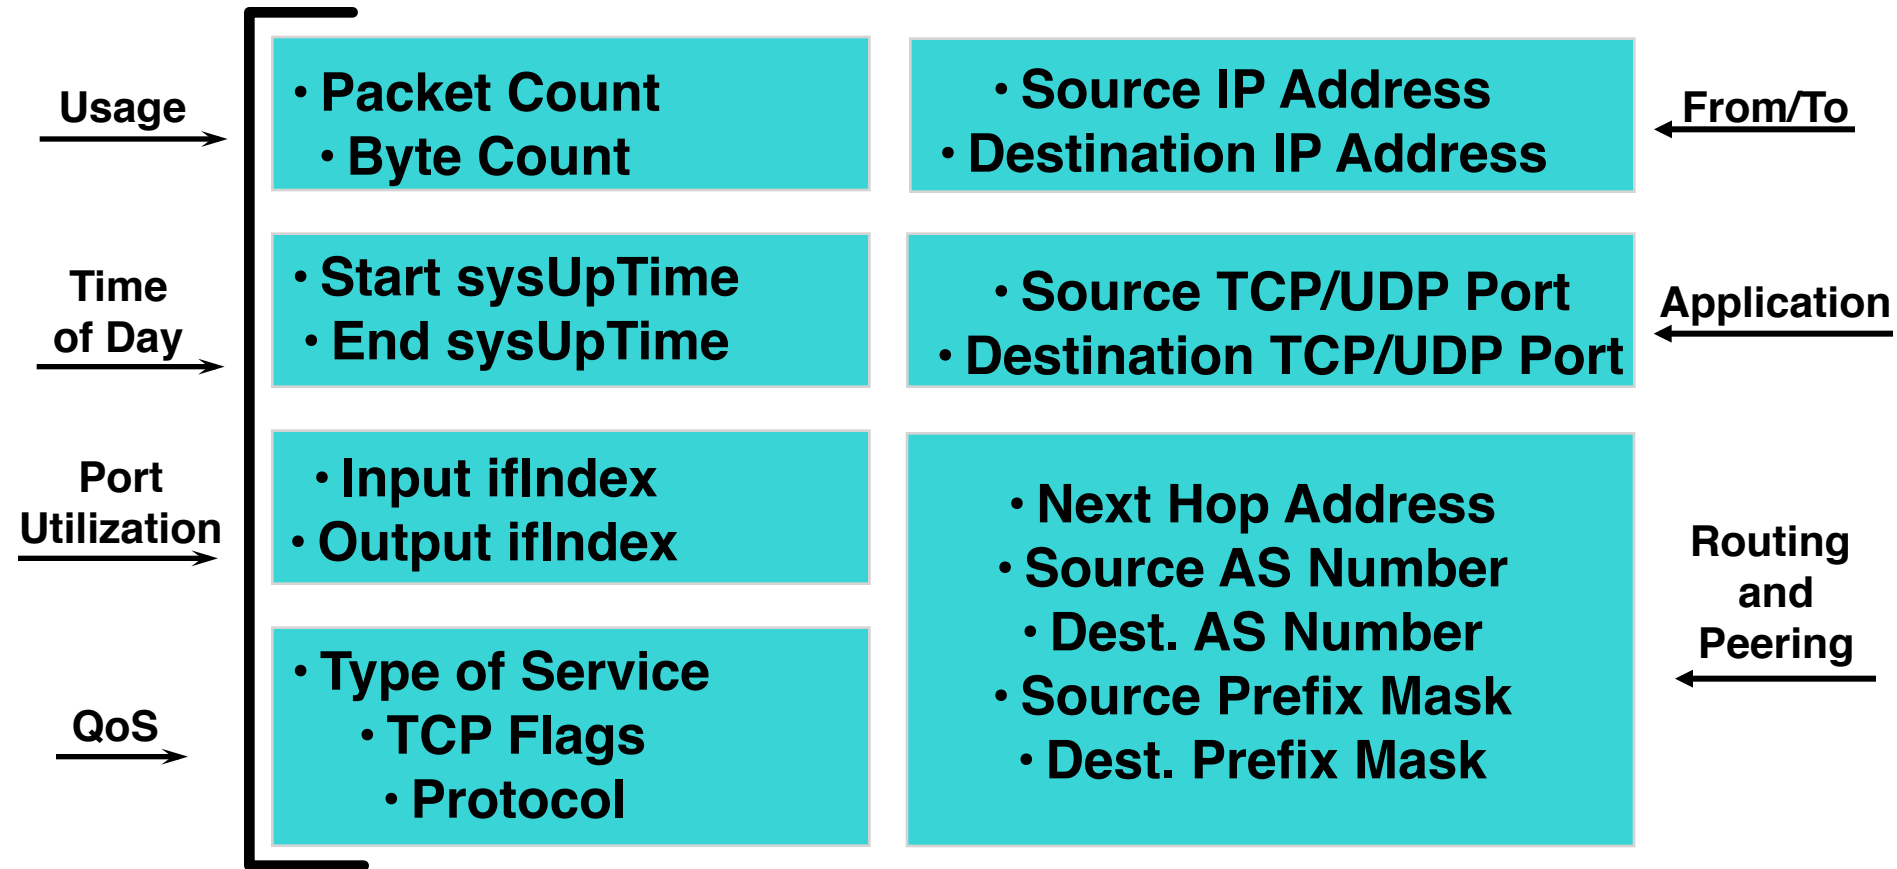 Usage
• Packet Count
• Byte Count
• Source IP Address
• Destination IP Address
From/To
Time
of Day
• Start sysUpTime
• End sysUpTime
• Source TCP/UDP Port
• Destination TCP/UDP Port
Application
Port
Utilization
• Input ifIndex
• Output ifIndex
• Next Hop Address
• Source AS Number
• Dest. AS Number
• Source Prefix Mask
• Dest. Prefix Mask
Routing
and
Peering
QoS
• Type of Service
• TCP Flags
• Protocol